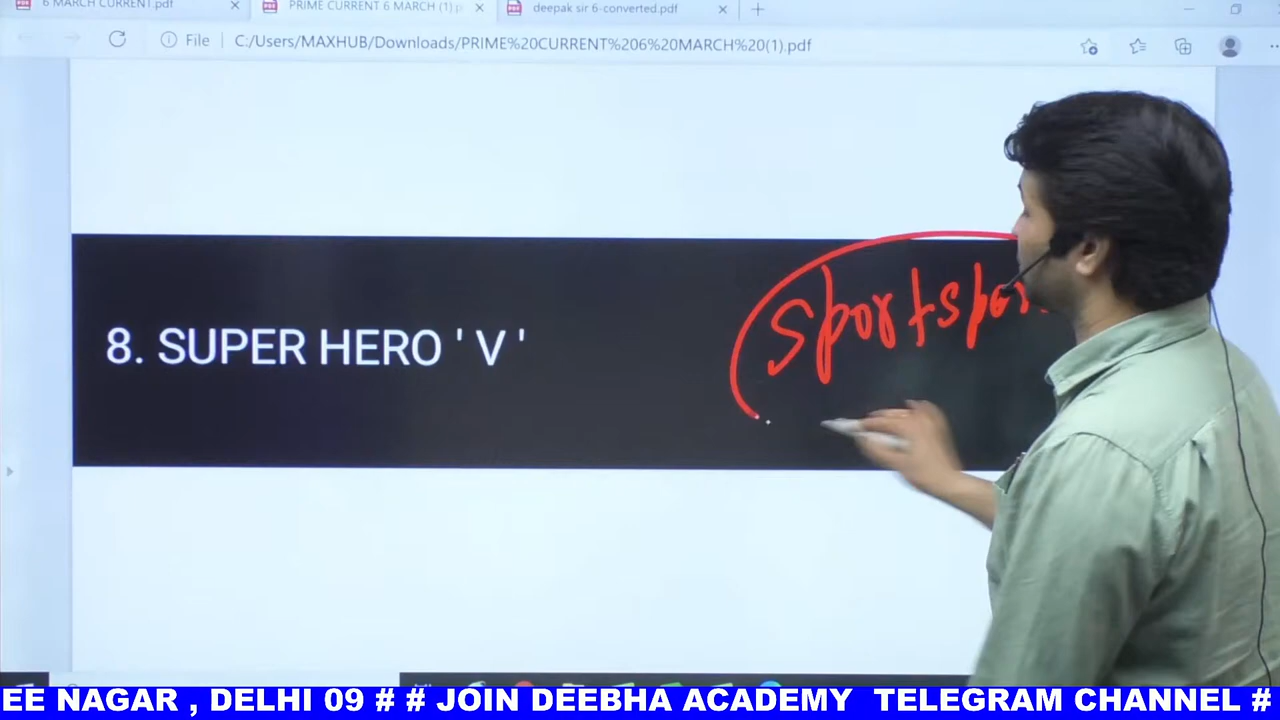 6 MARCH CURRENT.pdf
PRIME CURRENT 6 MARCH (1).p
deepak sir 6-converted.pdf
File
C:/Users/MAXHUB/Downloads/PRIME%20CURRENT%206%20MARCH%20(1).pdf
8. SUPER HERO ' V '
sportspor
EE NAGAR , DELHI 09 # # JOIN DEEBHA ACADEMY TELEGRAM CHANNEL #